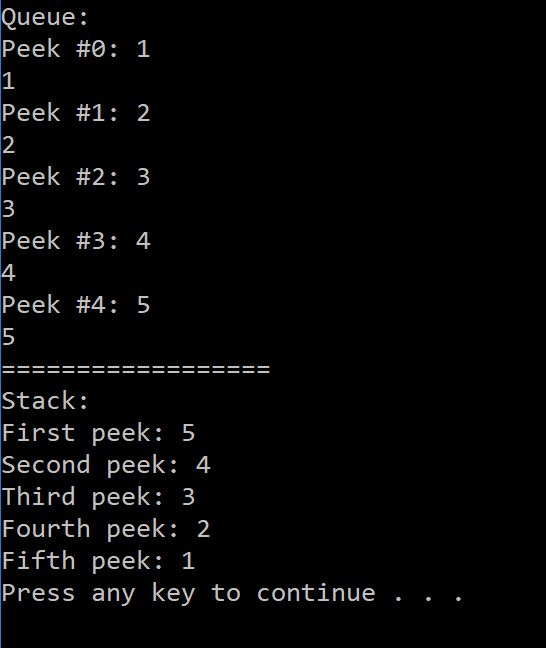 Queue:
Peek #0: 1
1
Peek #1: 2
2
Peek #2: 3
3
Peek #3: 4
4
Peek #4: 5
5
==================
Stack:
First peek: 5
Second peek: 4
Third peek: 3
Fourth peek: 2
Fifth peek: 1
Press any key to continue . . .